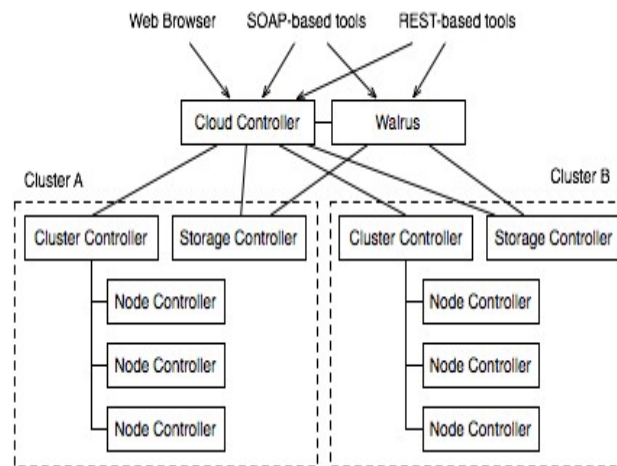 Web Browser SOAP-based tools REST-based tools
Cloud Controller Walrus
Cluster A Cluster B
Cluster Controller Storage Controller Cluster Controller Storage Controller
Node Controller Node Controller
Node Controller Node Controller
Node Controller Node Controller